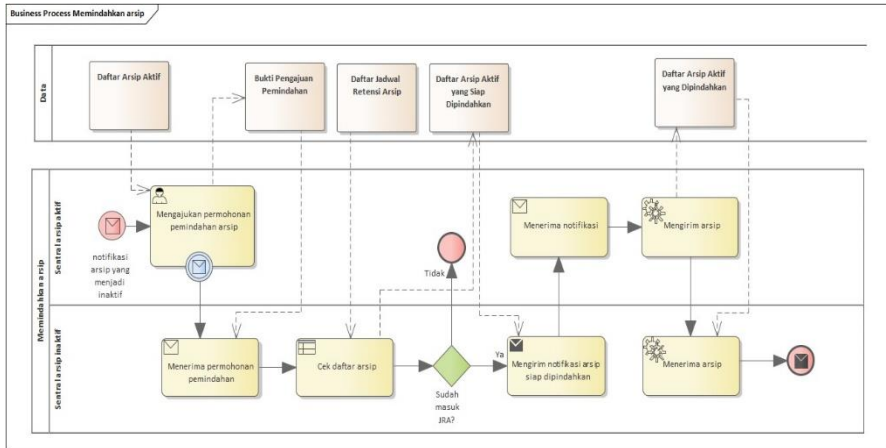 Business Process Memindahkan arsip
Data
Daftar Arsip Aktif
Bukti Pengajuan
Pemindahan
Daftar Jadwal
Retensi Arsip
Daftar Arsip Aktif
yang Siap
Dipindahkan
Daftar Arsip Aktif
yang Dipindahkan
Memindahkan arsip
Sentral arsip aktif
notifikasi
arsip yang
menjadi
inaktif
Mengajukan permohonan
pemindahan arsip
Tidak
Menerima notifikasi
Mengirim arsip
Sentral arsip inaktif
Menerima permohonan
pemindahan
Cek daftar arsip
Sudah
masuk
JRA?
Ya
Mengirim notifikasi arsip
siap dipindahkan
Menerima arsip